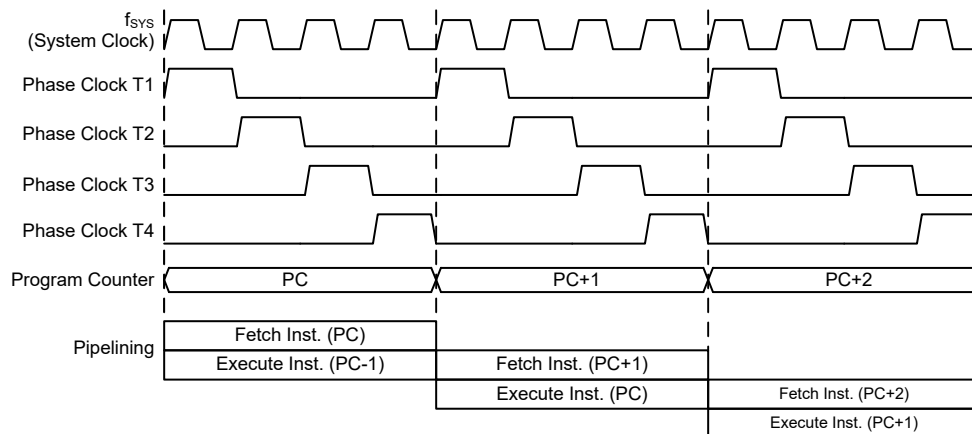 fSYS
(System Clock)
Phase Clock T1
Phase Clock T2
Phase Clock T3
Phase Clock T4
Program Counter PC PC+1 PC+2
Pipelining
Fetch Inst. (PC)
Execute Inst. (PC-1) Fetch Inst. (PC+1)
Execute Inst. (PC) Fetch Inst. (PC+2)
Execute Inst. (PC+1)